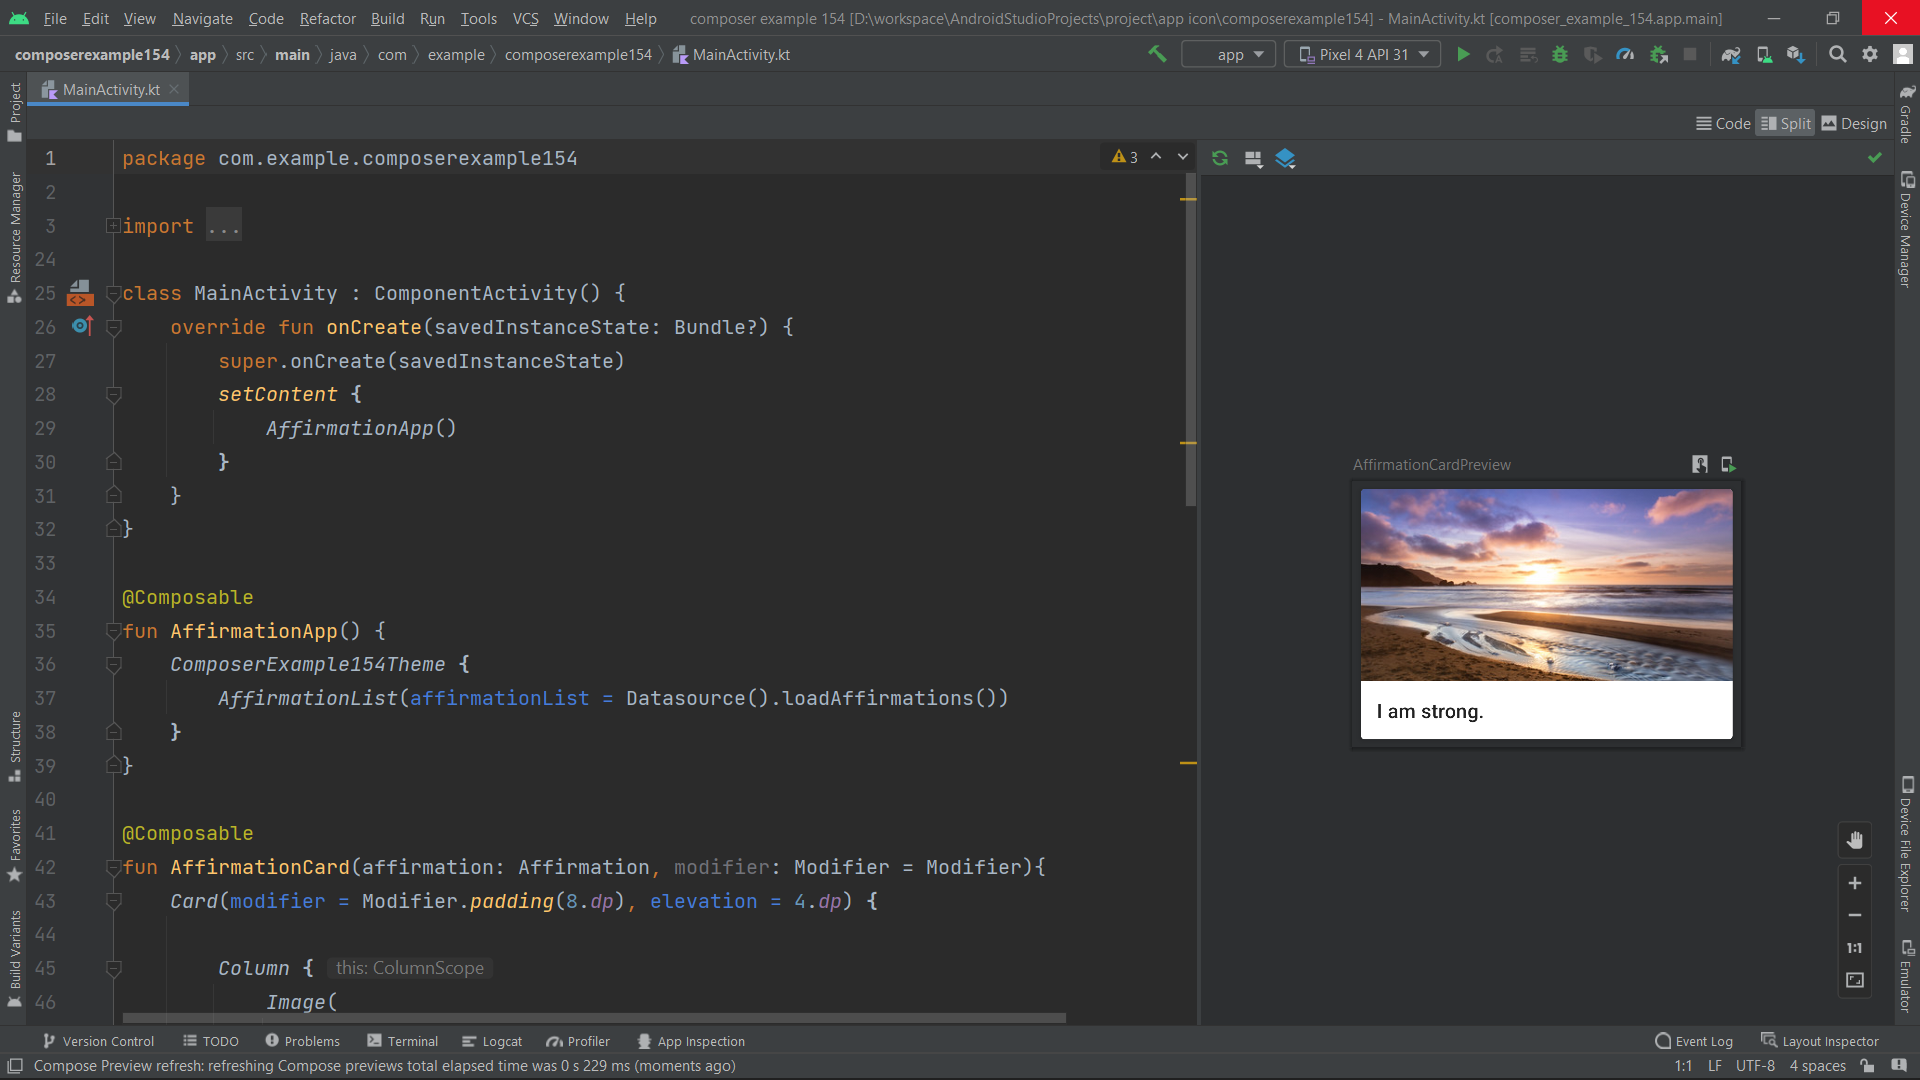 File Edit View Navigate Code Refactor Build Run Tools VCS Window Help composer example 154 [D:\workspace\AndroidStudioProjects\project\app icon\composerexample154] - MainActivity.kt [composer_example_154.app.main]
composerexample154 app src main java com example composerexample154 MainActivity.kt app Pixel 4 API 31
MainActivity.kt
Code Split Design
1 package com.example.composerexample154 3
2
3 import ...
24
25 class MainActivity : ComponentActivity() {
26 override fun onCreate(savedInstanceState: Bundle?) {
27 super.onCreate(savedInstanceState)
28 setContent {
29 AffirmationApp()
30 }
31 }
32 }
33
34 @Composable
35 fun AffirmationApp() {
36 ComposerExample154Theme {
37 AffirmationList(affirmationList = Datasource().loadAffirmations())
38 }
39 }
40
41 @Composable
42 fun AffirmationCard(affirmation: Affirmation, modifier: Modifier = Modifier){
43 Card(modifier = Modifier.padding(8.dp), elevation = 4.dp) {
44
45 Column { this: ColumnScope
46 Image(
AffirmationCardPreview
I am strong.
1:1
Project
Resource Manager
Structure
Favorites
Build Variants
Gradle
Device Manager
Device File Explorer
Emulator
Version Control TODO Problems Terminal Logcat Profiler App Inspection Event Log Layout Inspector
Compose Preview refresh: refreshing Compose previews total elapsed time was 0 s 229 ms (moments ago) 1:1 LF UTF-8 4 spaces